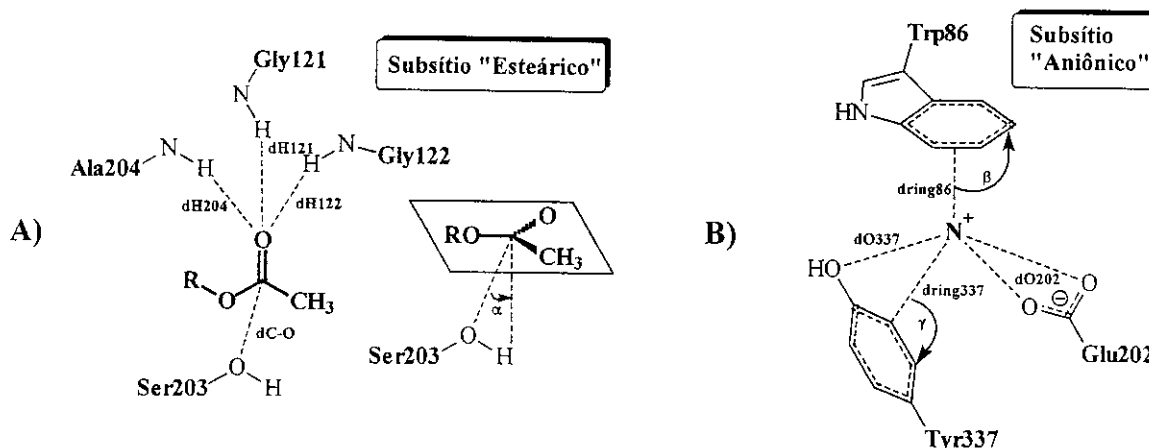 A)
Subsítio "Esteárico"
Gly121
N
H
dH121
Ala204
N
H
dH204
H
N
Gly122
dH122
O
R
O
CH3
dC-O
O
H
Ser203
RO
O
CH3
α
O
H
Ser203
B)
Subsítio
"Aniônico"
Trp86
HN
dring86
β
N+
dO337
HO
dring337
γ
dO202
O
O
⊖
Glu202
Tyr337